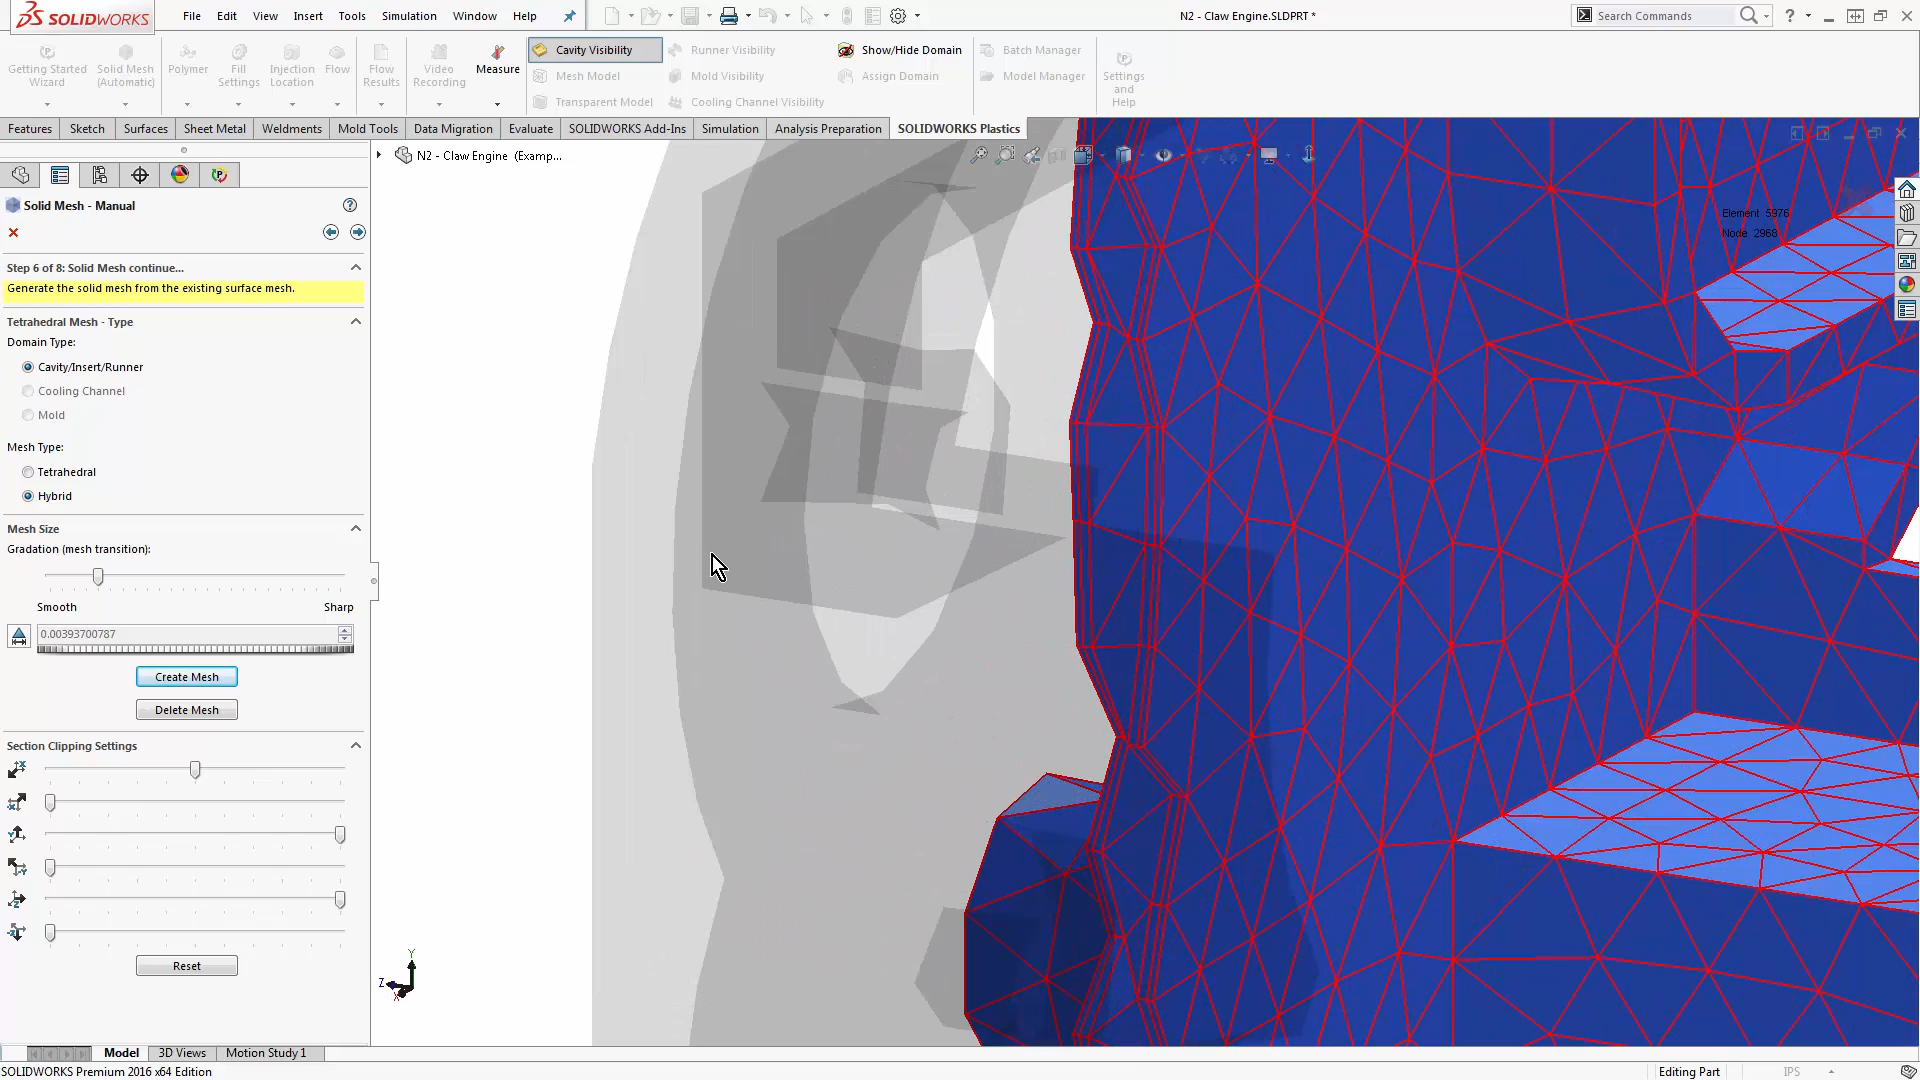 SOLIDWORKS
File Edit View Insert Tools Simulation Window Help
N2 - Claw Engine.SLDPRT *
Search Commands
Getting Started Wizard
Solid Mesh (Automatic)
Polymer
Fill Settings
Injection Location
Flow
Flow Results
Video Recording
Measure
Cavity Visibility
Mesh Model
Transparent Model
Runner Visibility
Mold Visibility
Cooling Channel Visibility
Show/Hide Domain
Assign Domain
Batch Manager
Model Manager
Settings and Help
Features Sketch Surfaces Sheet Metal Weldments Mold Tools Data Migration Evaluate SOLIDWORKS Add-Ins Simulation Analysis Preparation SOLIDWORKS Plastics
N2 - Claw Engine (Examp...
Solid Mesh - Manual
Step 6 of 8: Solid Mesh continue...
Generate the solid mesh from the existing surface mesh.
Tetrahedral Mesh - Type
Domain Type:
Cavity/Insert/Runner
Cooling Channel
Mold
Mesh Type:
Tetrahedral
Hybrid
Mesh Size
Gradation (mesh transition):
Smooth Sharp
0.00393700787
Create Mesh
Delete Mesh
Section Clipping Settings
Reset
Element 5976
Node 2968
Y
Z
X
Model 3D Views Motion Study 1
SOLIDWORKS Premium 2016 x64 Edition
Editing Part
IPS